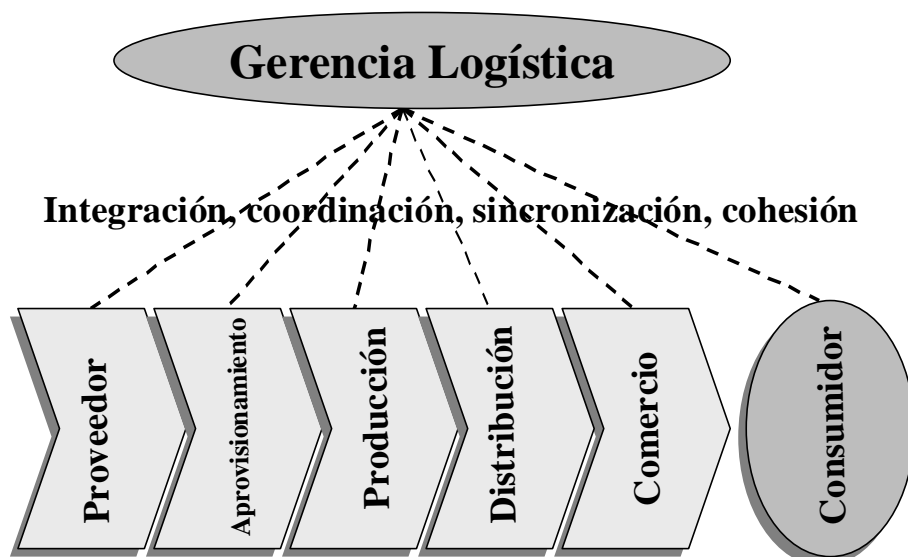 Gerencia Logística
Integración, coordinación, sincronización, cohesión
Proveedor
Aprovisionamiento
Producción
Distribución
Comercio
Consumidor